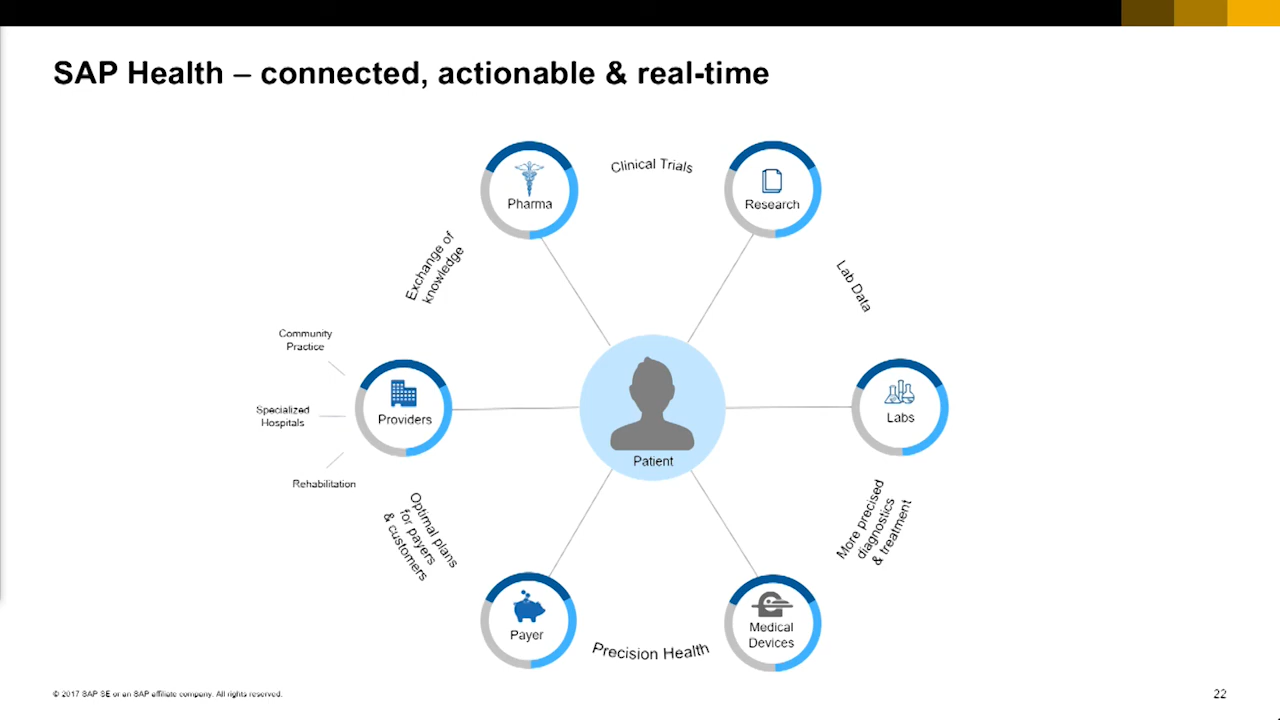 SAP Health – connected, actionable & real-time
Clinical Trials
Pharma
Research
Exchange of
knowledge
Lab Data
Community
Practice
Specialized
Hospitals
Rehabilitation
Providers
Patient
Labs
Optimal plans
for payers
& customers
More precised
diagnostics
& treatment
Payer
Precision Health
Medical
Devices
© 2017 SAP SE or an SAP affiliate company. All rights reserved.
22